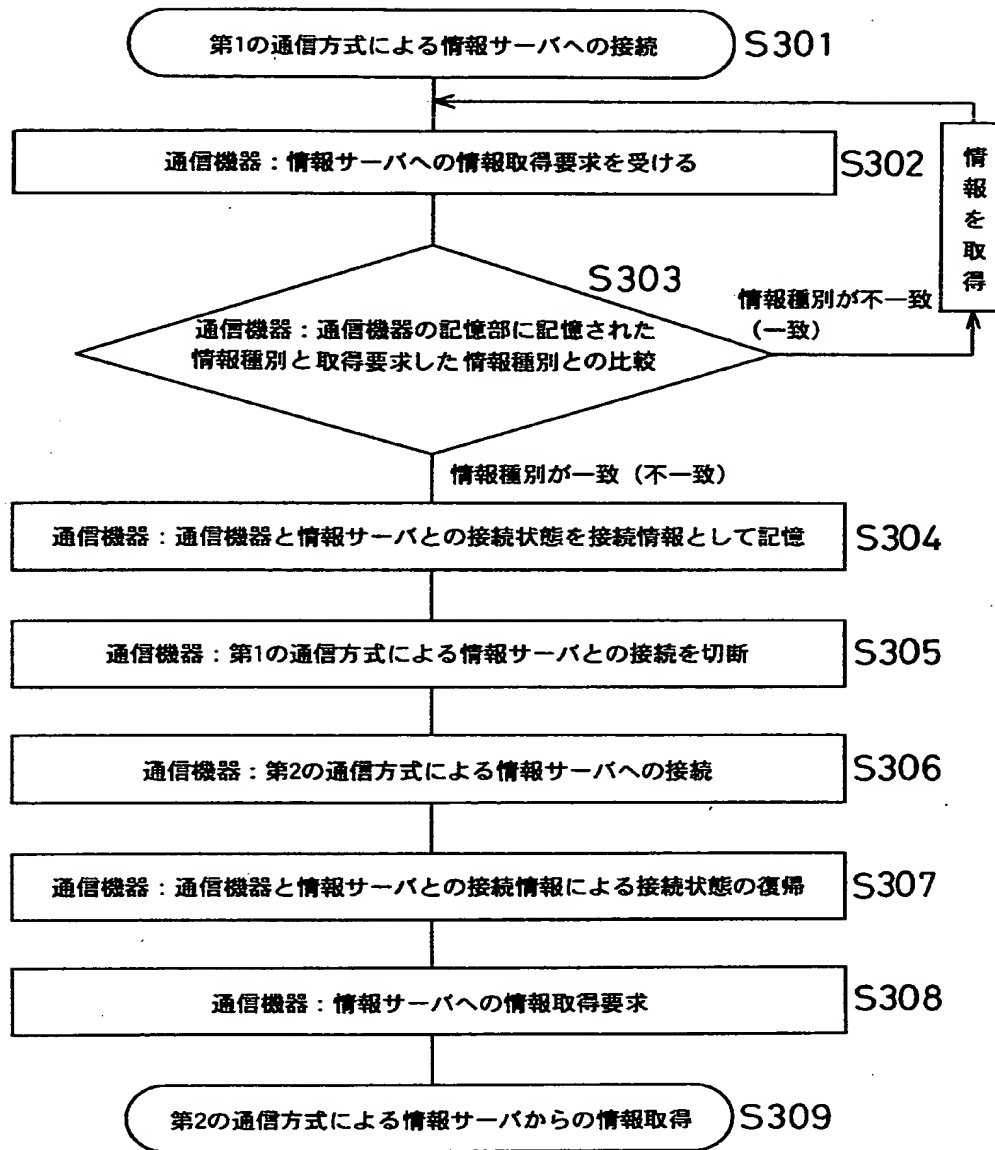 第1の通信方式による情報サーバへの接続
S301
通信機器：情報サーバへの情報取得要求を受ける
S302
情報を取得
S303
通信機器：通信機器の記憶部に記憶された
情報種別と取得要求した情報種別との比較
情報種別が不一致
（一致）
情報種別が一致（不一致）
通信機器：通信機器と情報サーバとの接続状態を接続情報として記憶
S304
通信機器：第1の通信方式による情報サーバとの接続を切断
S305
通信機器：第2の通信方式による情報サーバへの接続
S306
通信機器：通信機器と情報サーバとの接続情報による接続状態の復帰
S307
通信機器：情報サーバへの情報取得要求
S308
第2の通信方式による情報サーバからの情報取得
S309